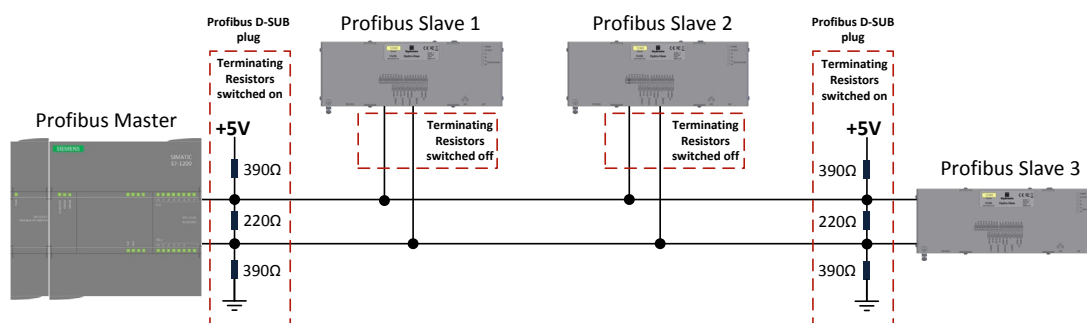 Profibus D-SUB
plug
Terminating
Resistors
switched on
+5V
390Ω
220Ω
390Ω
Profibus Master
SIEMENS
SIMATIC
S7-1200
Profibus Slave 1
Terminating
Resistors
switched off
Profibus Slave 2
Terminating
Resistors
switched off
Profibus D-SUB
plug
Terminating
Resistors
switched on
+5V
390Ω
220Ω
390Ω
Profibus Slave 3